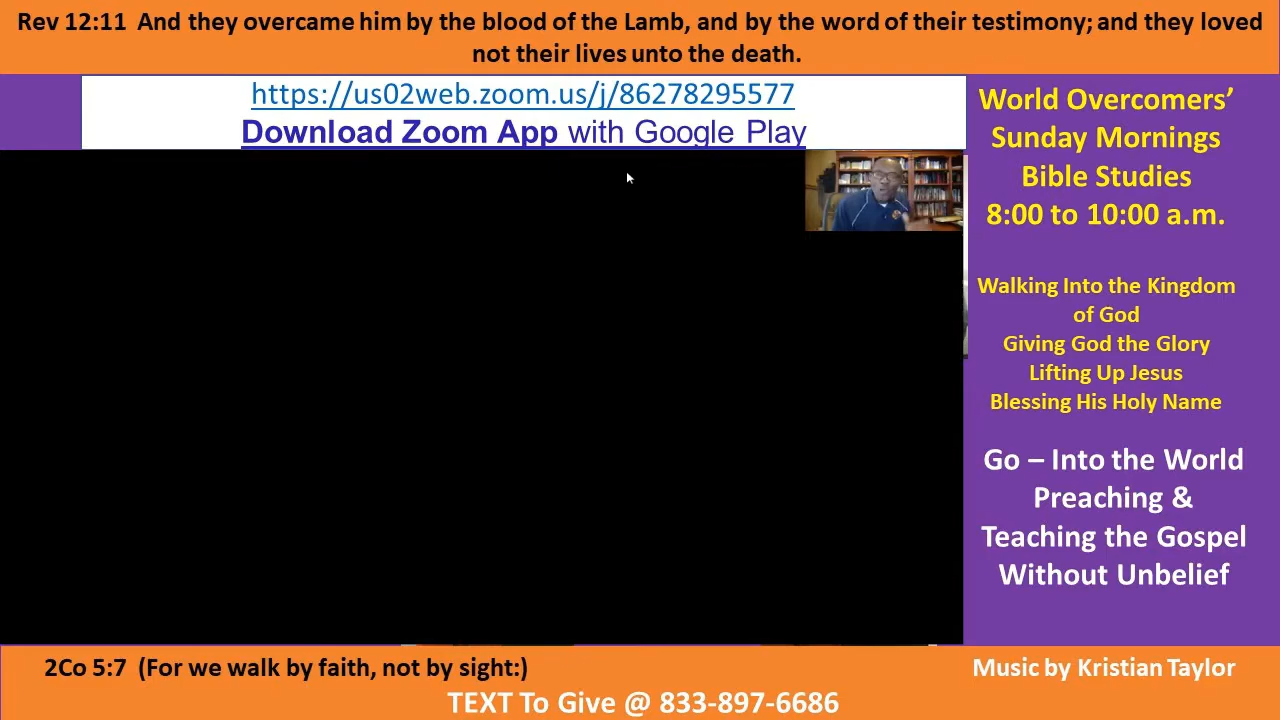 Rev 12:11  And they overcame him by the blood of the Lamb, and by the word of their testimony; and they loved
not their lives unto the death.
https://us02web.zoom.us/j/86278295577
Download Zoom App with Google Play
World Overcomers’
Sunday Mornings
Bible Studies
8:00 to 10:00 a.m.
Walking Into the Kingdom
of God
Giving God the Glory
Lifting Up Jesus
Blessing His Holy Name
Go – Into the World
Preaching &
Teaching the Gospel
Without Unbelief
2Co 5:7  (For we walk by faith, not by sight:)
Music by Kristian Taylor
TEXT To Give @ 833-897-6686